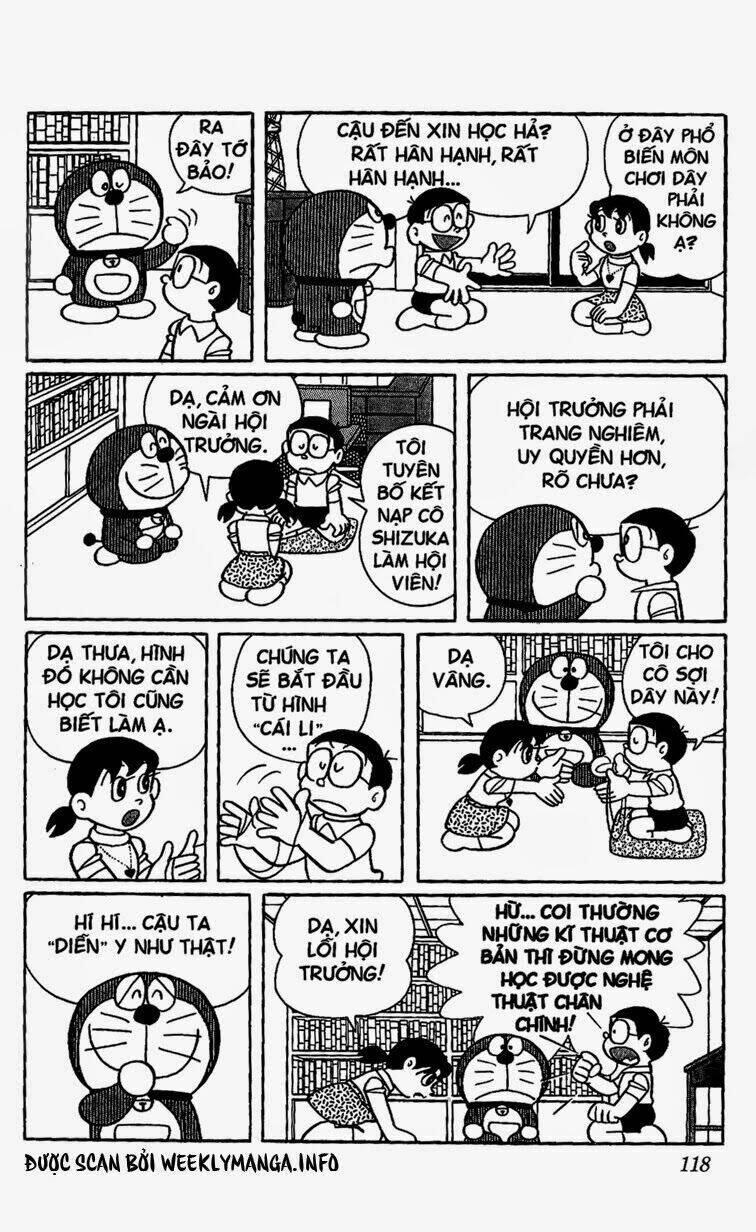 Ở ĐÂY PHỔ
BIẾN MÔN
CHƠI DÂY
PHẢI
KHÔNG
Ạ?
CẬU ĐẾN XIN HỌC HẢ?
RẤT HÂN HẠNH, RẤT
HÂN HẠNH...
RA
ĐÂY TỚ
BẢO!
HỘI TRƯỞNG PHẢI
TRANG NGHIÊM,
UY QUYỀN HƠN,
RÕ CHƯA?
TÔI
TUYÊN
BỐ KẾT
NẠP CÔ
SHIZUKA
LÀM HỘI
VIÊN!
DẠ, CẢM ƠN
NGÀI HỘI
TRƯỞNG.
TÔI CHO
CÔ SỢI
DÂY NÀY!
DẠ
VÂNG.
CHÚNG TA
SẼ BẮT ĐẦU
TỪ HÌNH
“CÁI LI”
...
DẠ THƯA, HÌNH
ĐÓ KHÔNG CẦN
HỌC TÔI CŨNG
BIẾT LÀM Ạ.
HỪ... COI THƯỜNG
NHỮNG KĨ THUẬT CƠ
BẢN THÌ ĐỪNG MONG
HỌC ĐƯỢC NGHỆ
THUẬT CHÂN
CHÍNH!
DẠ, XIN
LỖI HỘI
TRƯỞNG!
HÍ HÍ... CẬU TA
“DIỄN” Y NHƯ THẬT!
ĐƯỢC SCAN BỞI WEEKLYMANGA.INFO
118